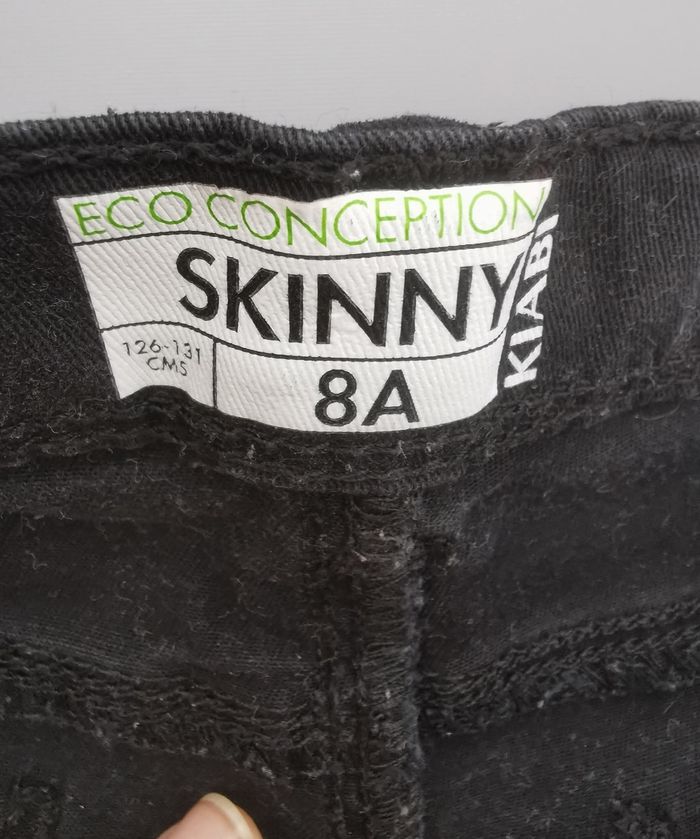 ECO CONCEPTION
SKINNY
KIABI
126-131
CMS
8A